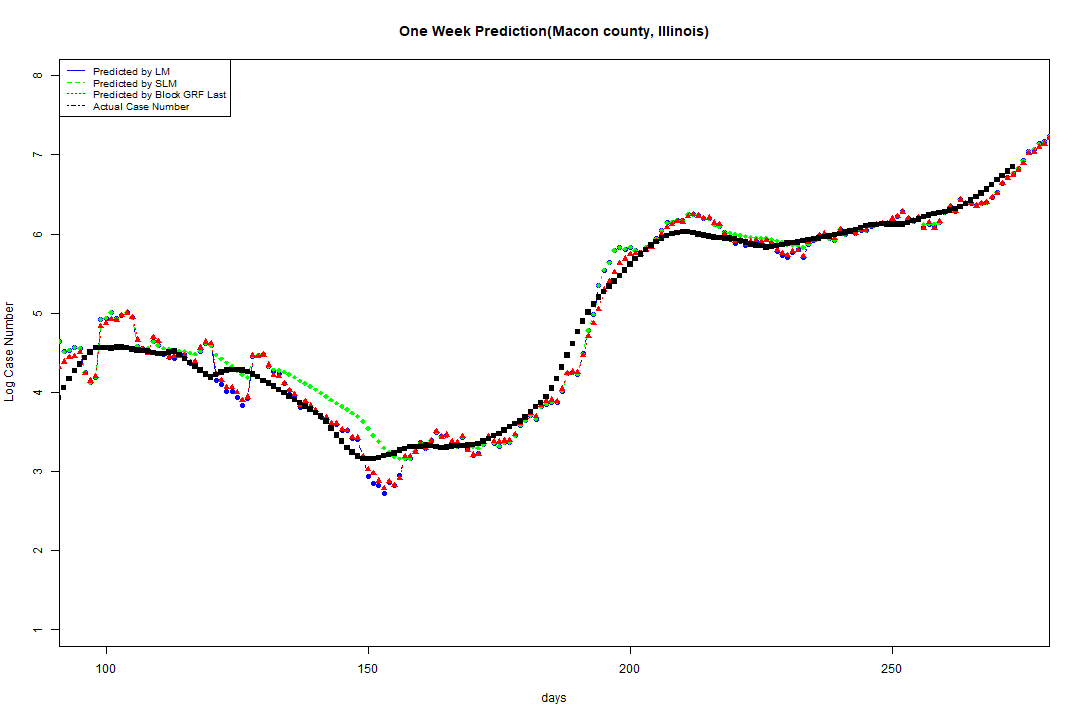 One Week Prediction(Macon county, Illinois)
Predicted by LM
Predicted by SLM
Predicted by Block GRF Last
Actual Case Number
8
7
6
5
4
3
2
1
Log Case Number
100 150 200 250
days